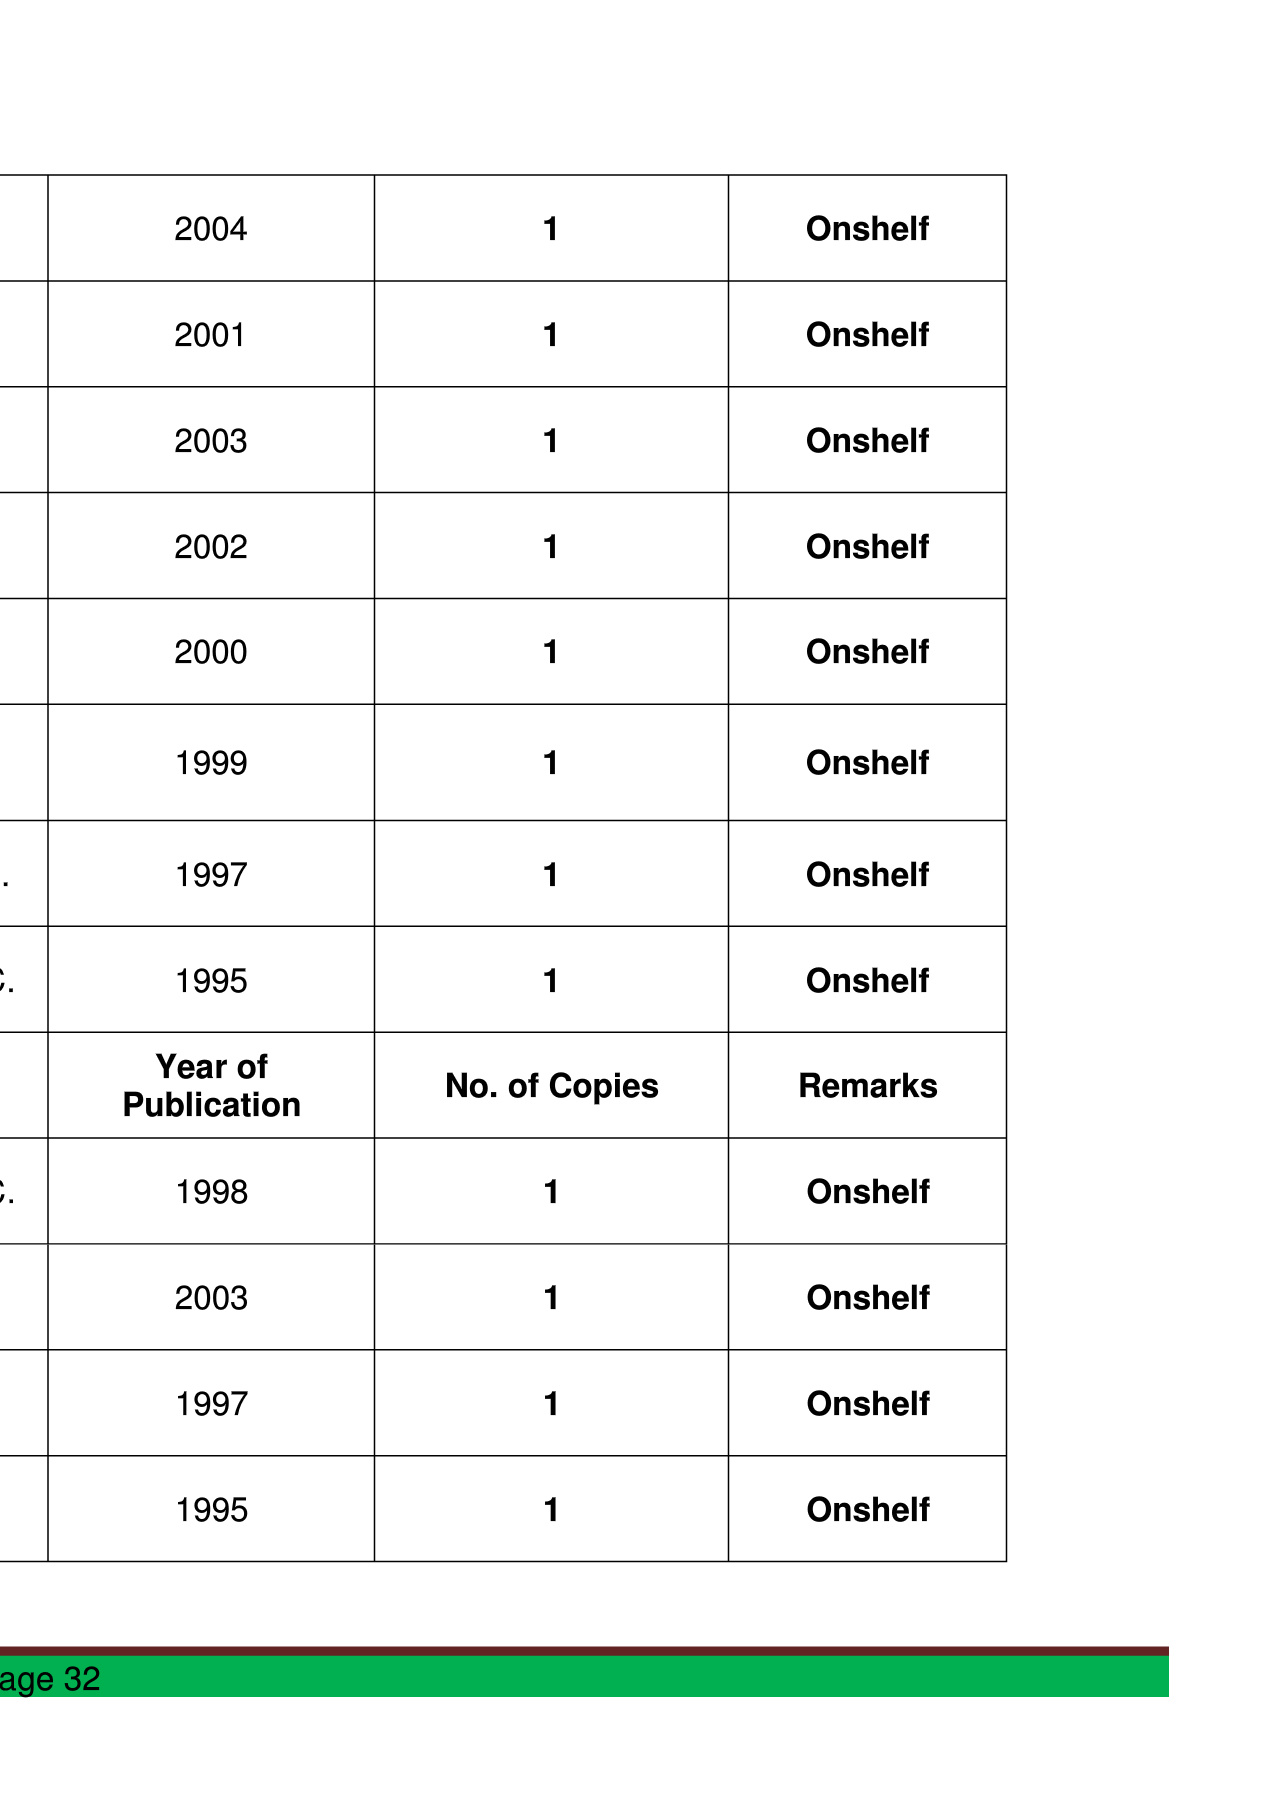 2004 1 Onshelf
2001 1 Onshelf
2003 1 Onshelf
2002 1 Onshelf
2000 1 Onshelf
1999 1 Onshelf
. 1997 1 Onshelf
C. 1995 1 Onshelf
Year of
Publication No. of Copies Remarks
C. 1998 1 Onshelf
2003 1 Onshelf
1997 1 Onshelf
1995 1 Onshelf
age 32